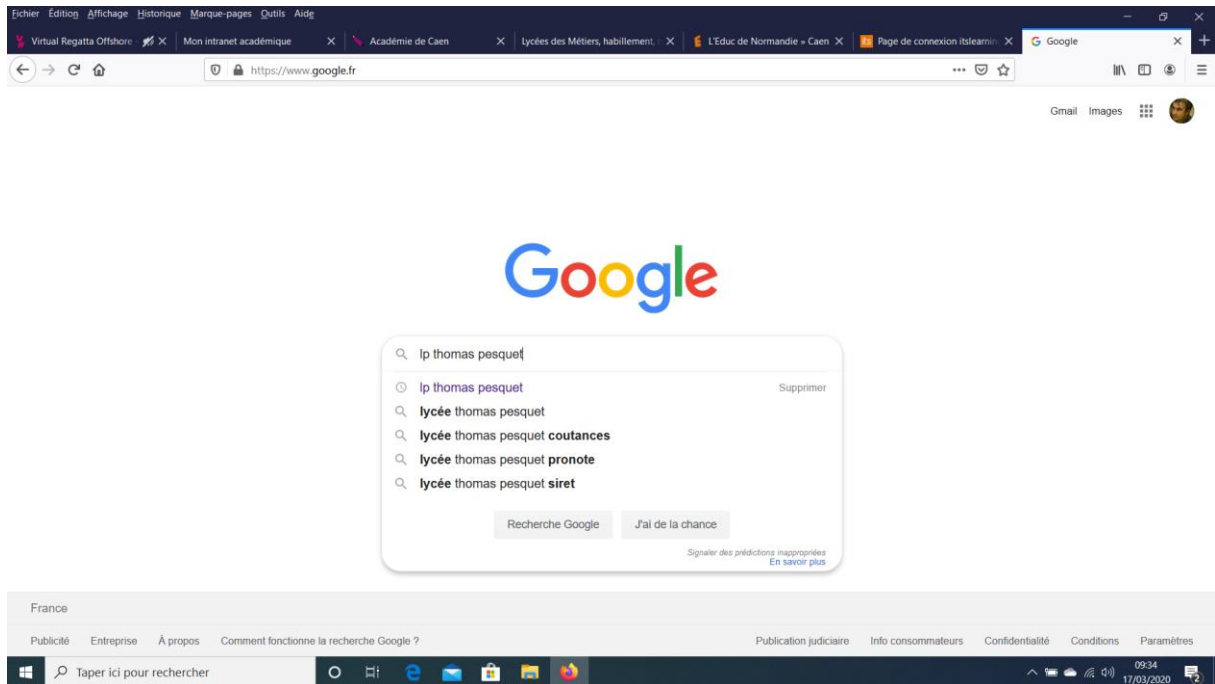 Fichier Édition Affichage Historique Marque-pages Outils Aide
Virtual Regatta Offshore Mon intranet académique Académie de Caen Lycées des Métiers, habillement, L'Educ de Normandie » Caen Page de connexion itslearnin Google
https://www.google.fr
Gmail Images
Google
lp thomas pesquet
lp thomas pesquet Supprimer
lycée thomas pesquet
lycée thomas pesquet coutances
lycée thomas pesquet pronote
lycée thomas pesquet siret
Recherche Google J'ai de la chance
Signaler des prédictions inappropriées
En savoir plus
France
Publicité Entreprise À propos Comment fonctionne la recherche Google ? Publication judiciaire Info consommateurs Confidentialité Conditions Paramètres
Taper ici pour rechercher 09:34
17/03/2020